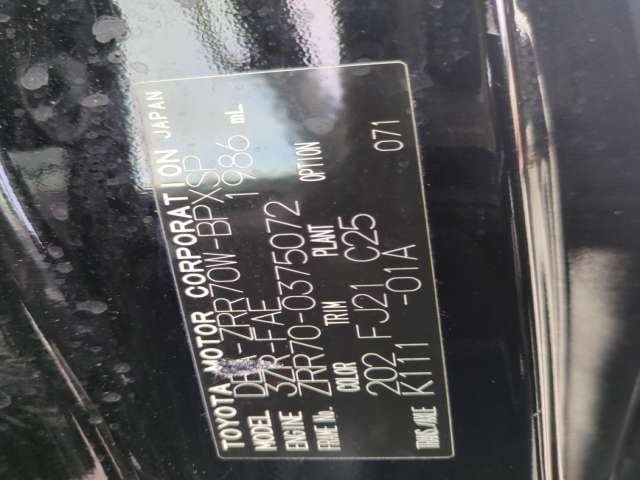 TOYOTA MOTOR CORPORATION JAPAN
MODEL DBA-ZRR70W-BPXSP
ENGINE 3ZR-FAE 1986 mL
FRAME No. ZRR70-0375072
COLOR TRIM PLANT OPTION
202 FJ21 C25 071
TRANS/AXLE K111 -01A